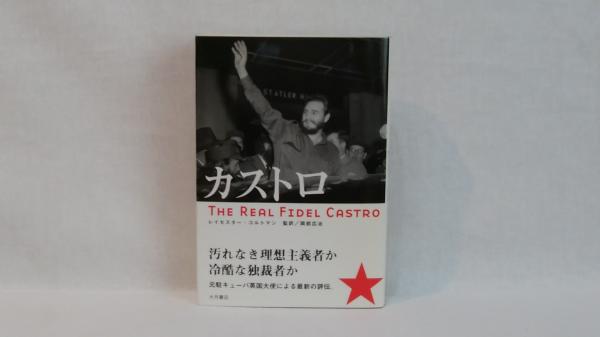 STATLER H
カストロ
THE REAL FIDEL CASTRO
レイセスター・コルトマン 監訳/岡部広治
汚れなき理想主義者か
冷酷な独裁者か
元駐キューバ英国大使による最新の評伝。
大月書店